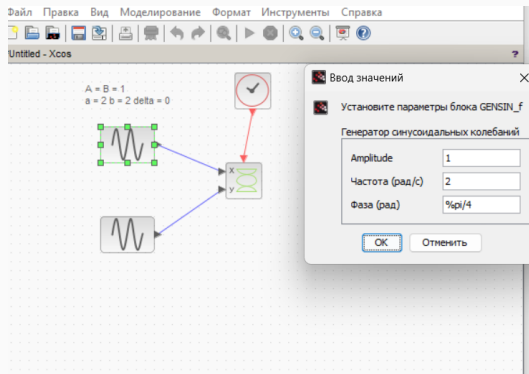 Файл Правка Вид Моделирование Формат Инструменты Справка
Untitled - Xcos
?
A = B = 1
a = 2 b = 2 delta = 0
x
y
Ввод значений
Установите параметры блока GENSIN_f
Генератор синусоидальных колебаний
Amplitude 1
Частота (рад/с) 2
Фаза (рад) %pi/4
OK Отменить